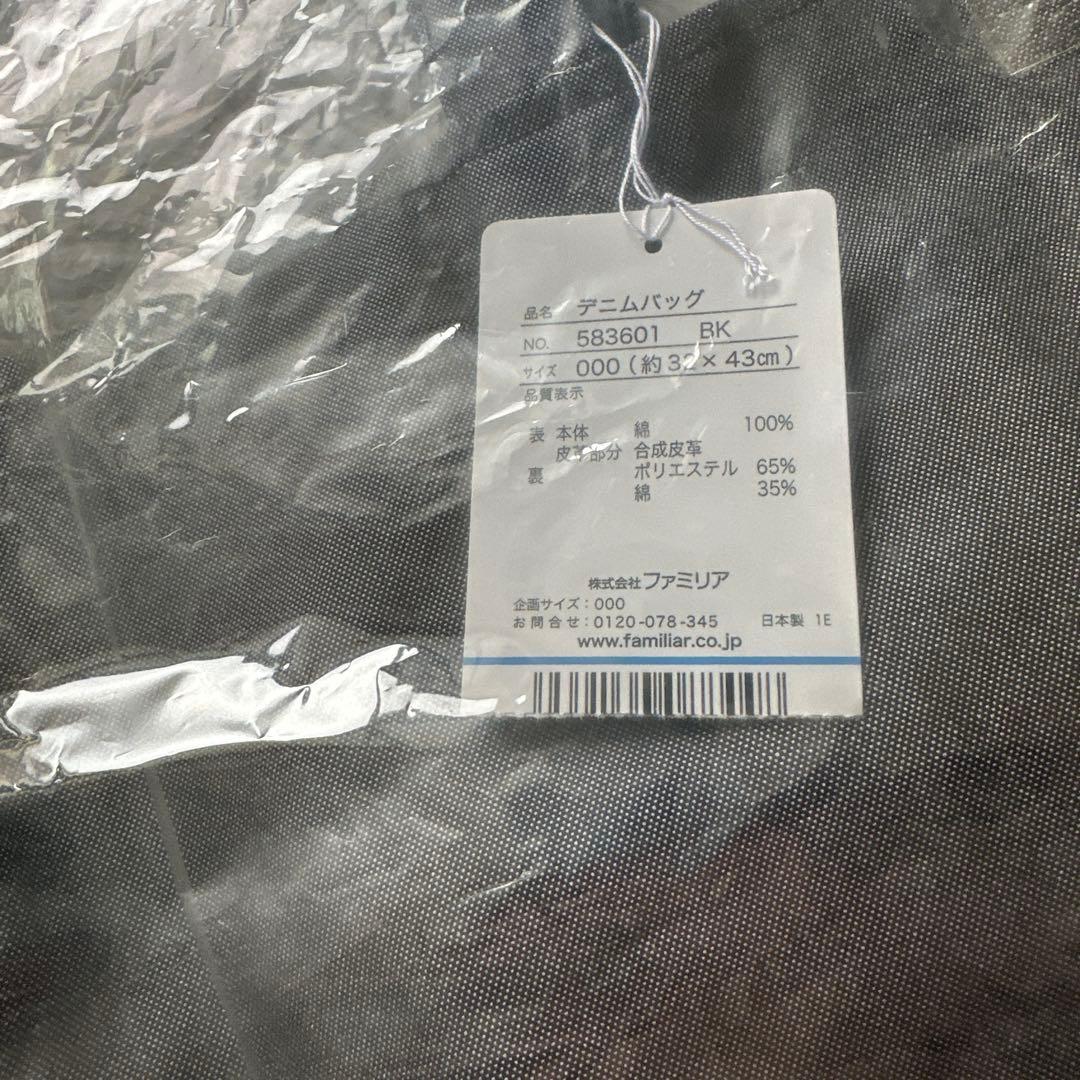 品名 デニムバッグ
NO. 583601 BK
サイズ 000 (約32×43㎝)
品質表示
表 本体 綿 100%
皮革部分 合成皮革
裏 ポリエステル 65%
綿 35%
株式会社ファミリア
企画サイズ：000
お問合せ：0120-078-345 日本製 1E
www.familiar.co.jp